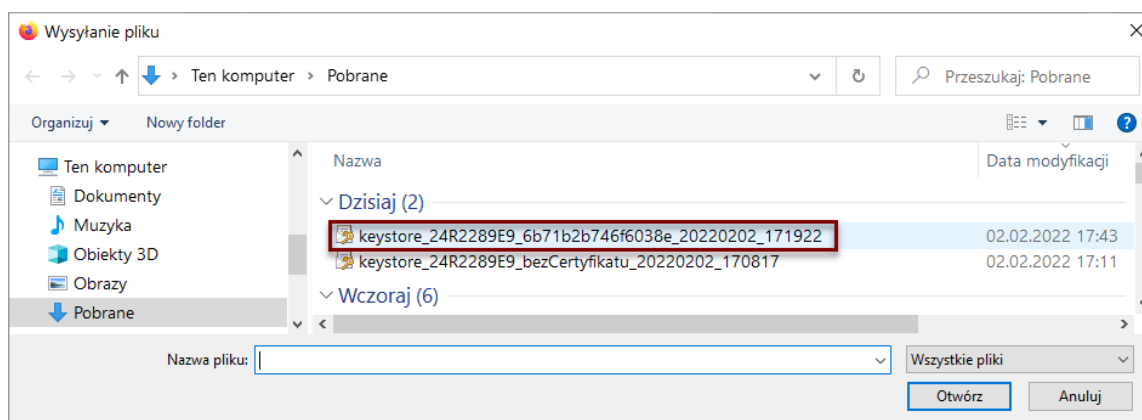 Wysyłanie pliku
Ten komputer > Pobrane
Przeszukaj: Pobrane
Organizuj
Nowy folder
Ten komputer
Dokumenty
Muzyka
Obiekty 3D
Obrazy
Pobrane
Nazwa
Data modyfikacji
Dzisiaj (2)
keystore_24R2289E9_6b71b2b746f6038e_20220202_171922 02.02.2022 17:43
keystore_24R2289E9_bezCertyfikatu_20220202_170817 02.02.2022 17:11
Wczoraj (6)
Nazwa pliku:
Wszystkie pliki
Otwórz
Anuluj